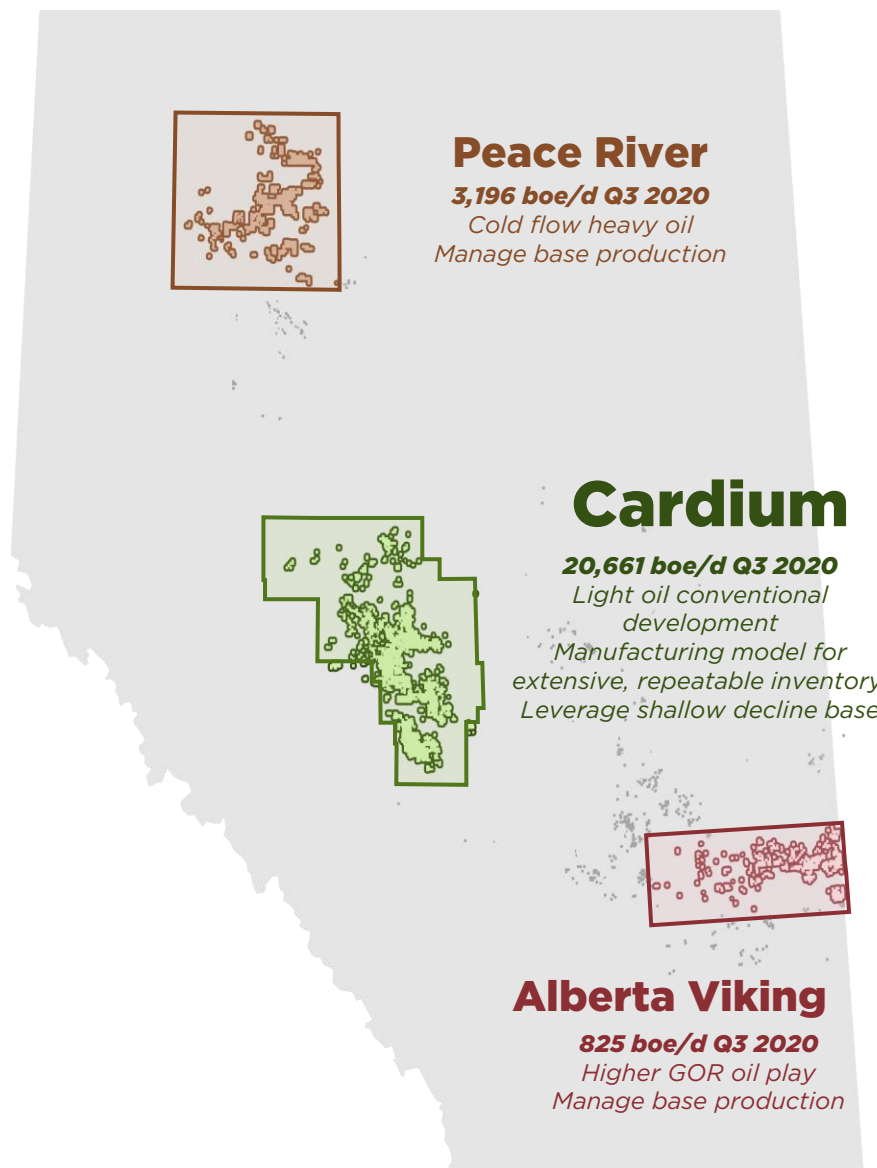 Peace River
3,196 boe/d Q3 2020
Cold flow heavy oil
Manage base production
Cardium
20,661 boe/d Q3 2020
Light oil conventional
development
Manufacturing model for
extensive, repeatable inventory
Leverage shallow decline base
Alberta Viking
825 boe/d Q3 2020
Higher GOR oil play
Manage base production